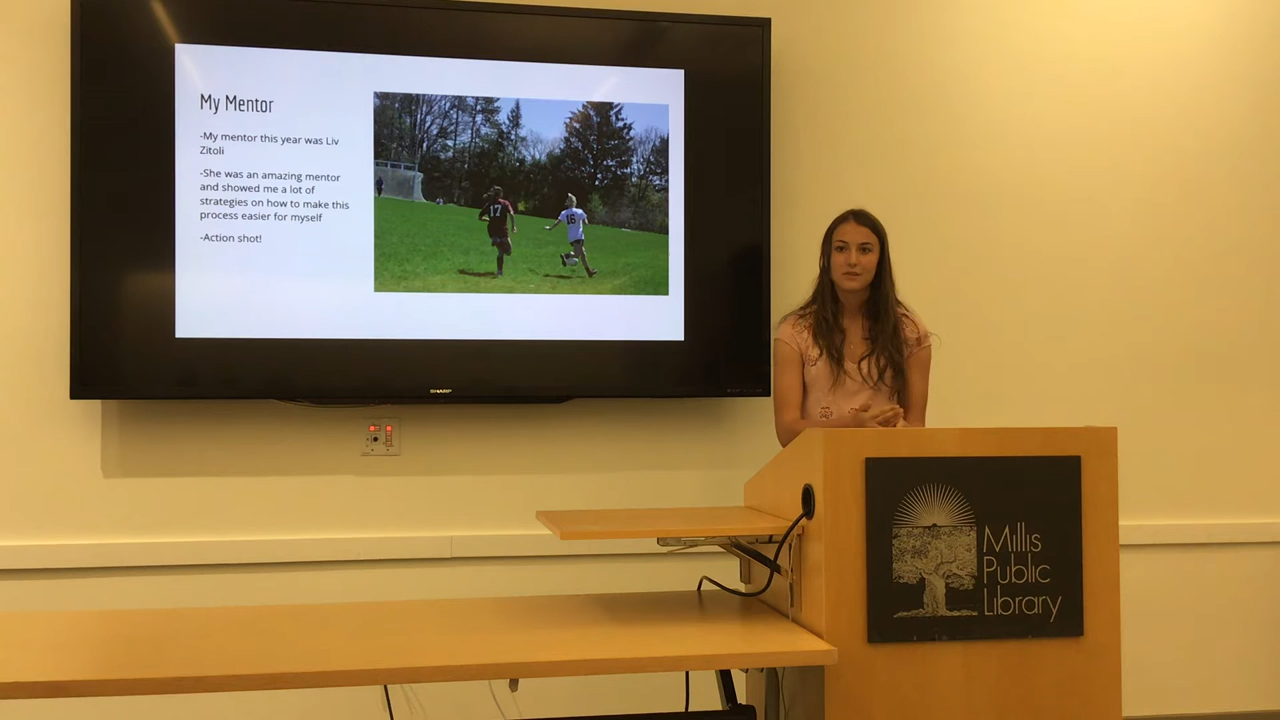 My Mentor
-My mentor this year was Liv
Zitoli
-She was an amazing mentor
and showed me a lot of
strategies on how to make this
process easier for myself
-Action shot!
17
16
SHARP
Millis
Public
Library